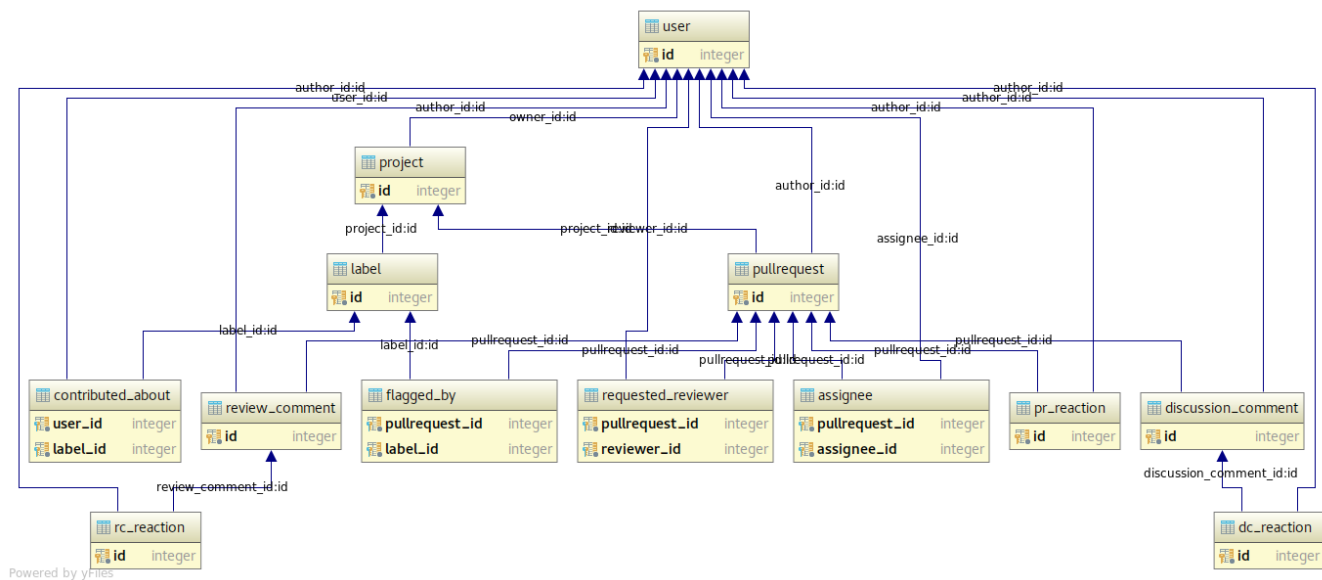 user
id integer
author_id:id
author_id:id
user_id:id
author_id:id
author_id:id
author_id:id
owner_id:id
project
id integer
author_id:id
project_id:id
project_id:id
reviewer_id:id
assignee_id:id
label
id integer
pullrequest
id integer
label_id:id
label_id:id
pullrequest_id:id
pullrequest_id:id
pullrequest_id:id
pullrequest_id:id
pullrequest_id:id
pullrequest_id:id
contributed_about
user_id integer
label_id integer
review_comment
id integer
flagged_by
pullrequest_id integer
label_id integer
requested_reviewer
pullrequest_id integer
reviewer_id integer
assignee
pullrequest_id integer
assignee_id integer
pr_reaction
id integer
discussion_comment
id integer
review_comment_id:id
discussion_comment_id:id
rc_reaction
id integer
dc_reaction
id integer
Powered by yFiles